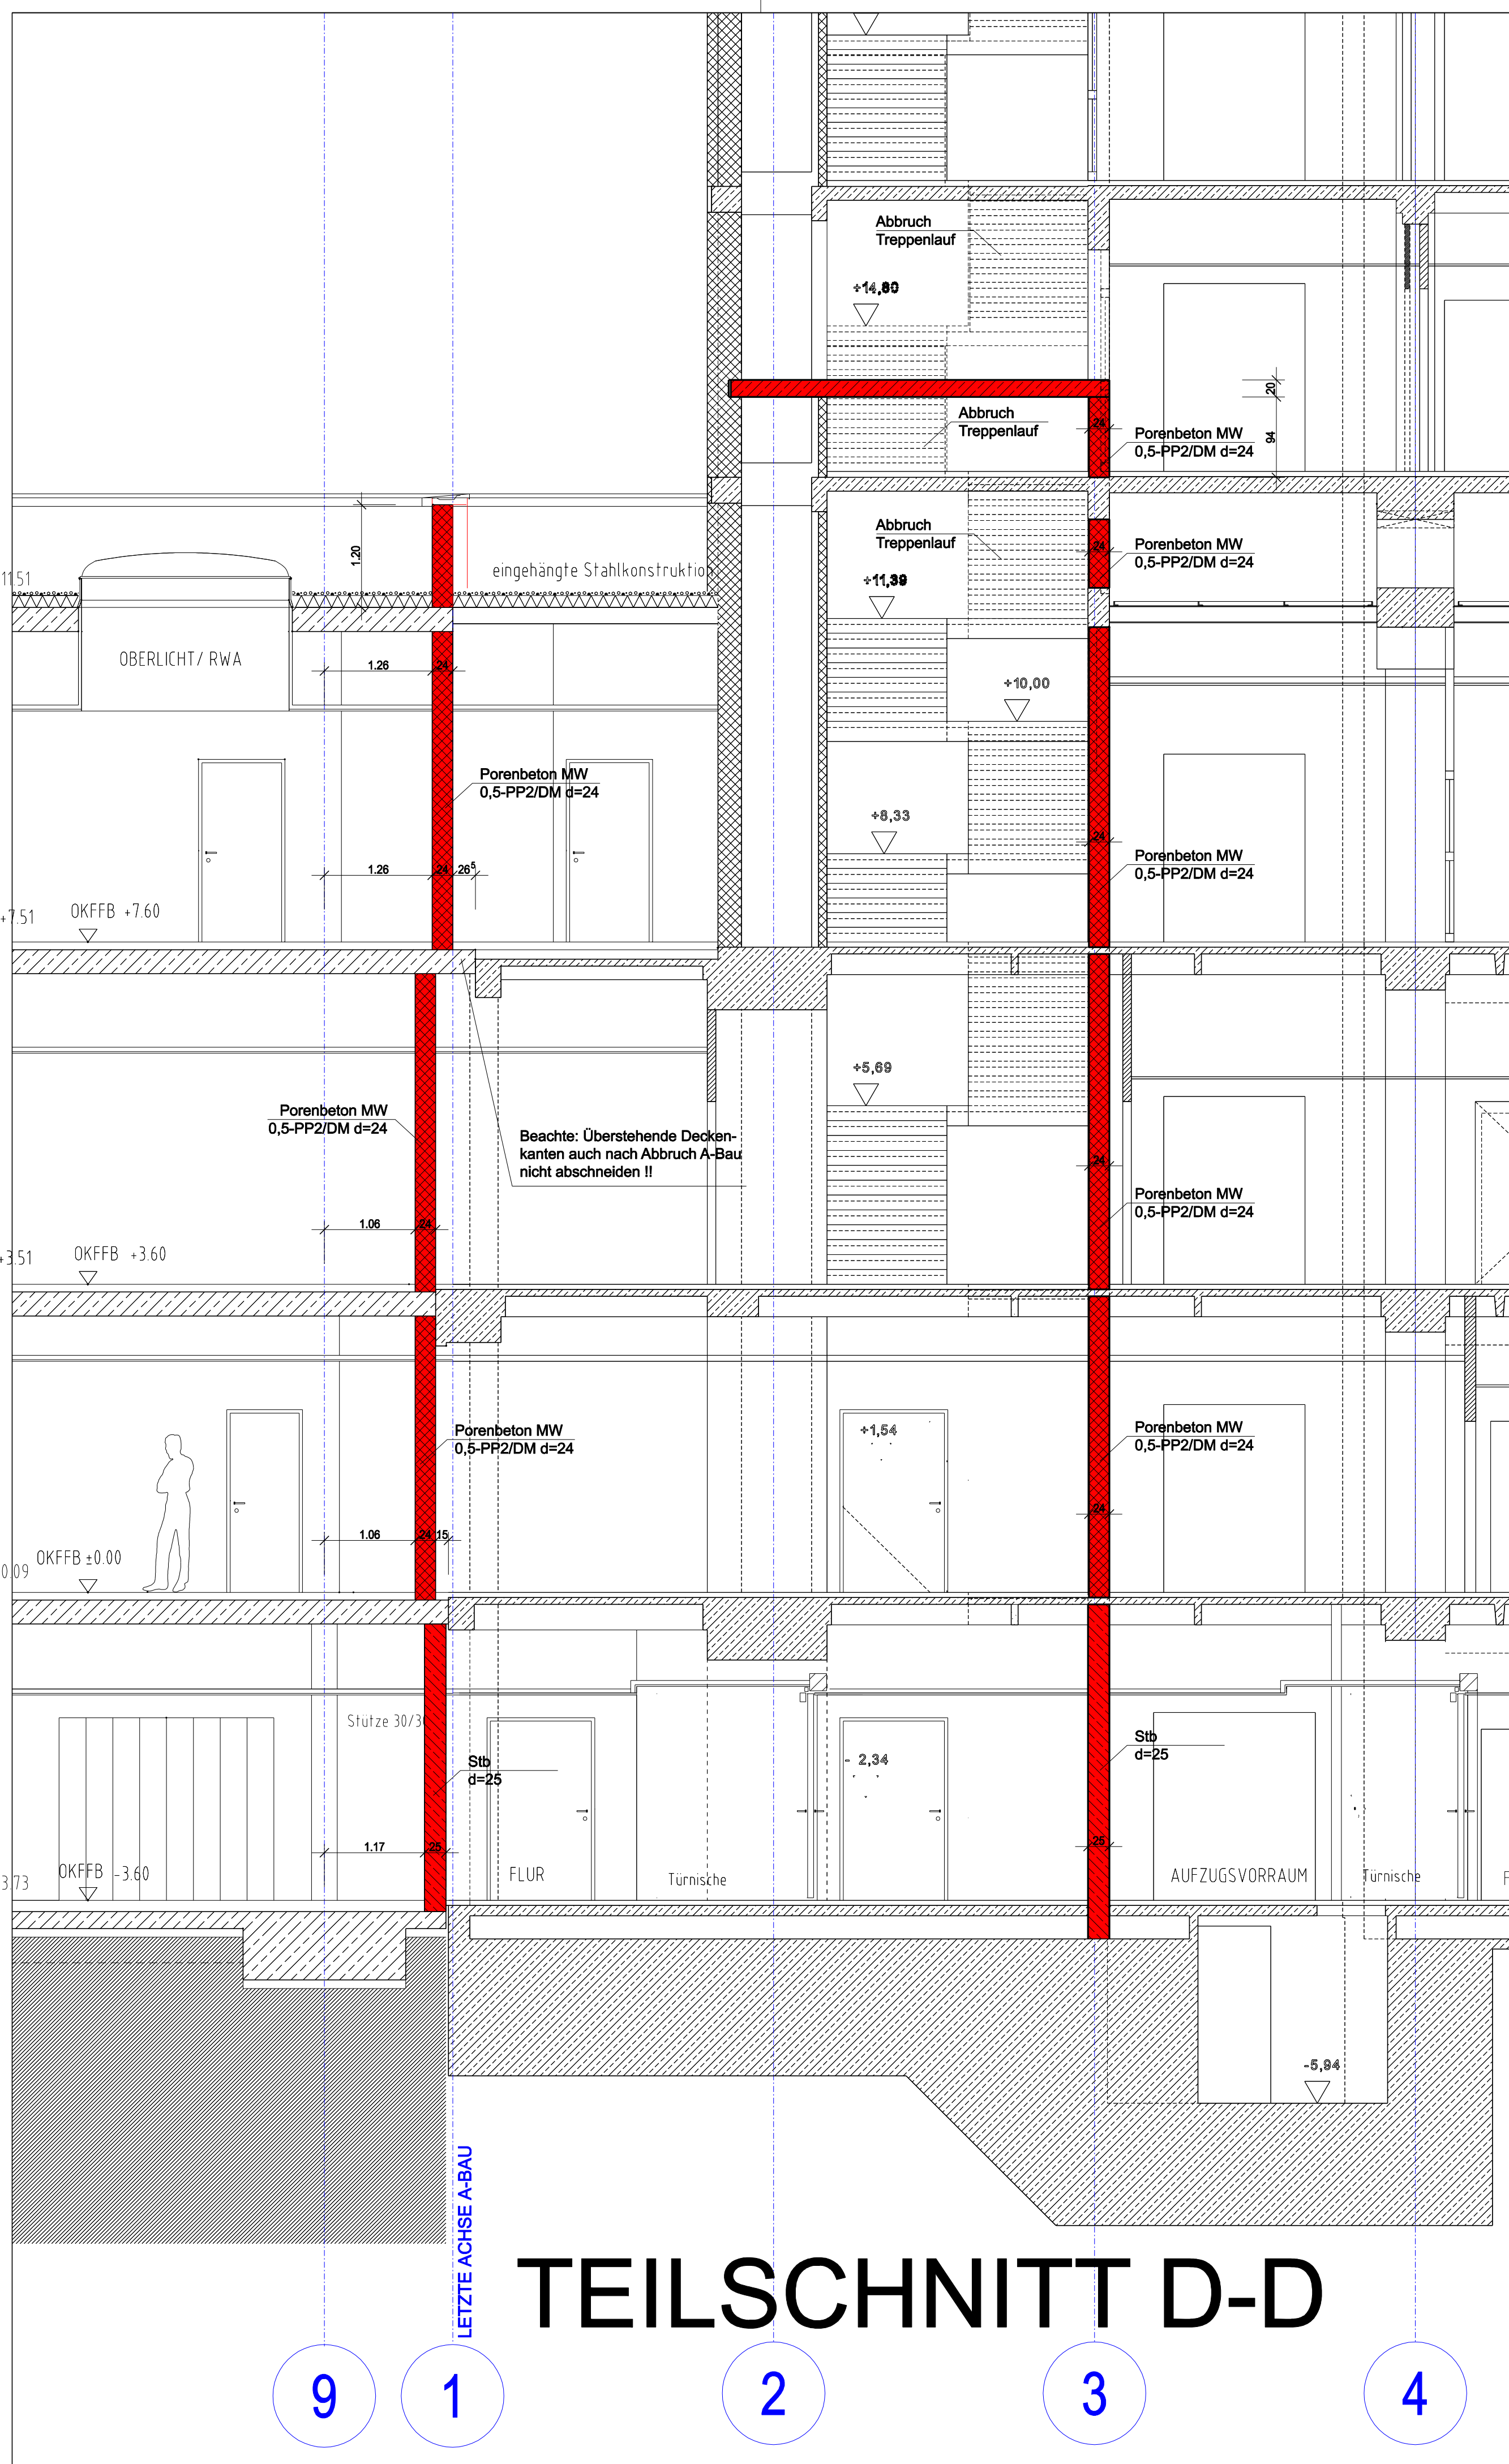 Abbruch
Treppenlauf
+14,80
20
94
Abbruch
Treppenlauf
24
Porenbeton MW
0,5-PP2/DM d=24
1.20
Abbruch
Treppenlauf
24
Porenbeton MW
0,5-PP2/DM d=24
11.51
eingehängte Stahlkonstruktion
+11,39
OBERLICHT/ RWA
1.26
24
+10,00
Porenbeton MW
0,5-PP2/DM d=24
+8,33
24
Porenbeton MW
0,5-PP2/DM d=24
1.26
24
26⁵
+7.51
OKFFB +7.60
+5,69
Porenbeton MW
0,5-PP2/DM d=24
Beachte: Überstehende Decken-
kanten auch nach Abbruch A-Bau
nicht abschneiden !!
24
Porenbeton MW
0,5-PP2/DM d=24
1.06
24
+3.51
OKFFB +3.60
Porenbeton MW
0,5-PP2/DM d=24
+1,54
Porenbeton MW
0,5-PP2/DM d=24
24
1.06
24
15
0.09
OKFFB ±0.00
Stütze 30/30
Stb
d=25
- 2,34
Stb
d=25
1.17
25
25
3.73
OKFFB -3.60
FLUR
Türnische
AUFZUGSVORRAUM
Türnische
F
-5,94
LETZTE ACHSE A-BAU
TEILSCHNITT D-D
9
1
2
3
4